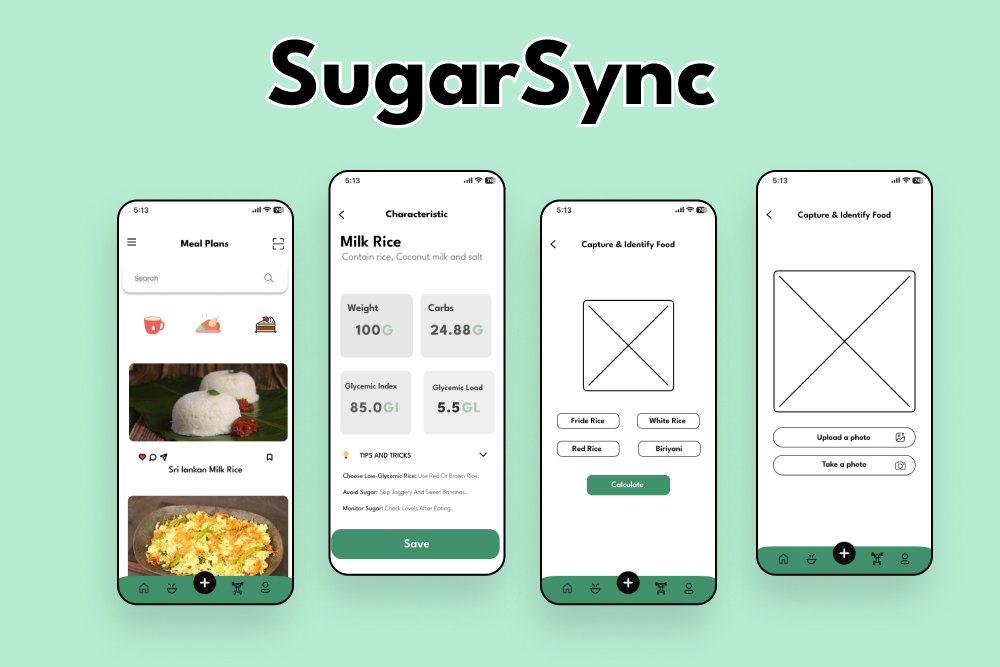 SugarSync
5:13
Meal Plans
Search
Sri lankan Milk Rice
5:13
Characteristic
Milk Rice
Contain rice, Coconut milk and salt
Weight
100G
Carbs
24.88G
Glycemic Index
85.0GI
Glycemic Load
5.5GL
TIPS AND TRICKS
Choose Low-Glycemic Rice: Use Red Or Brown Rice.
Avoid Sugar: Skip Jaggery And Sweet Bananas.
Monitor Sugar: Check Levels After Eating.
Save
5:13
Capture & Identify Food
Fride Rice
White Rice
Red Rice
Biriyani
Calculate
5:13
Capture & Identify Food
Upload a photo
Take a photo